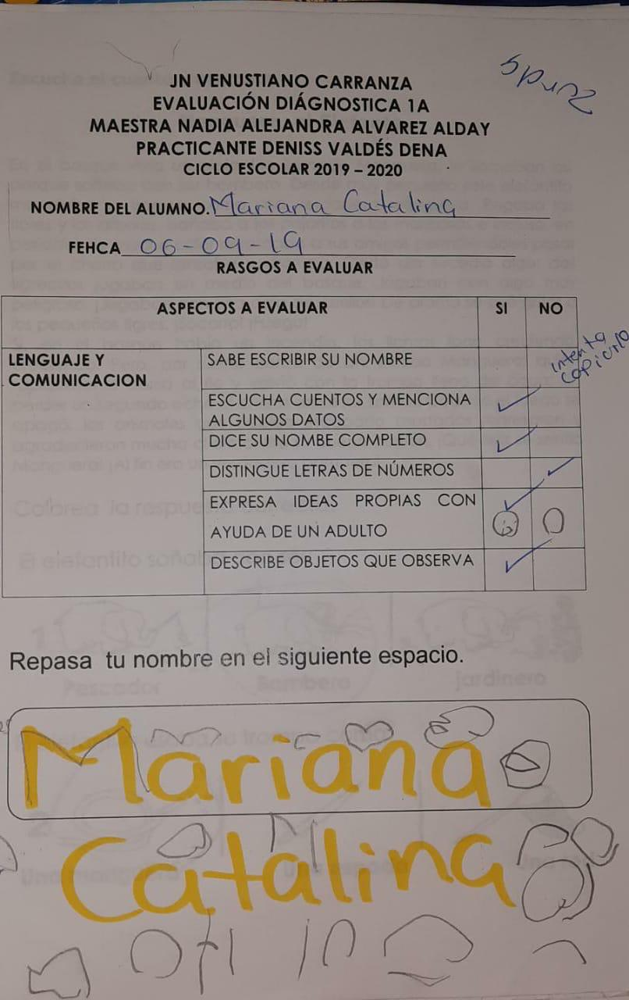 Zurda
JN VENUSTIANO CARRANZA
EVALUACIÓN DIÁGNOSTICA 1A
MAESTRA NADIA ALEJANDRA ALVAREZ ALDAY
PRACTICANTE DENISS VALDÉS DENA
CICLO ESCOLAR 2019 – 2020
NOMBRE DEL ALUMNO. Mariana Catalina
FEHCA 06-09-19
RASGOS A EVALUAR
ASPECTOS A EVALUAR SI NO
LENGUAJE Y COMUNICACION
SABE ESCRIBIR SU NOMBRE
intenta copiarlo
ESCUCHA CUENTOS Y MENCIONA ALGUNOS DATOS
DICE SU NOMBE COMPLETO
DISTINGUE LETRAS DE NÚMEROS
EXPRESA IDEAS PROPIAS CON
AYUDA DE UN ADULTO
DESCRIBE OBJETOS QUE OBSERVA
Repasa tu nombre en el siguiente espacio.
Mariana
Catalina